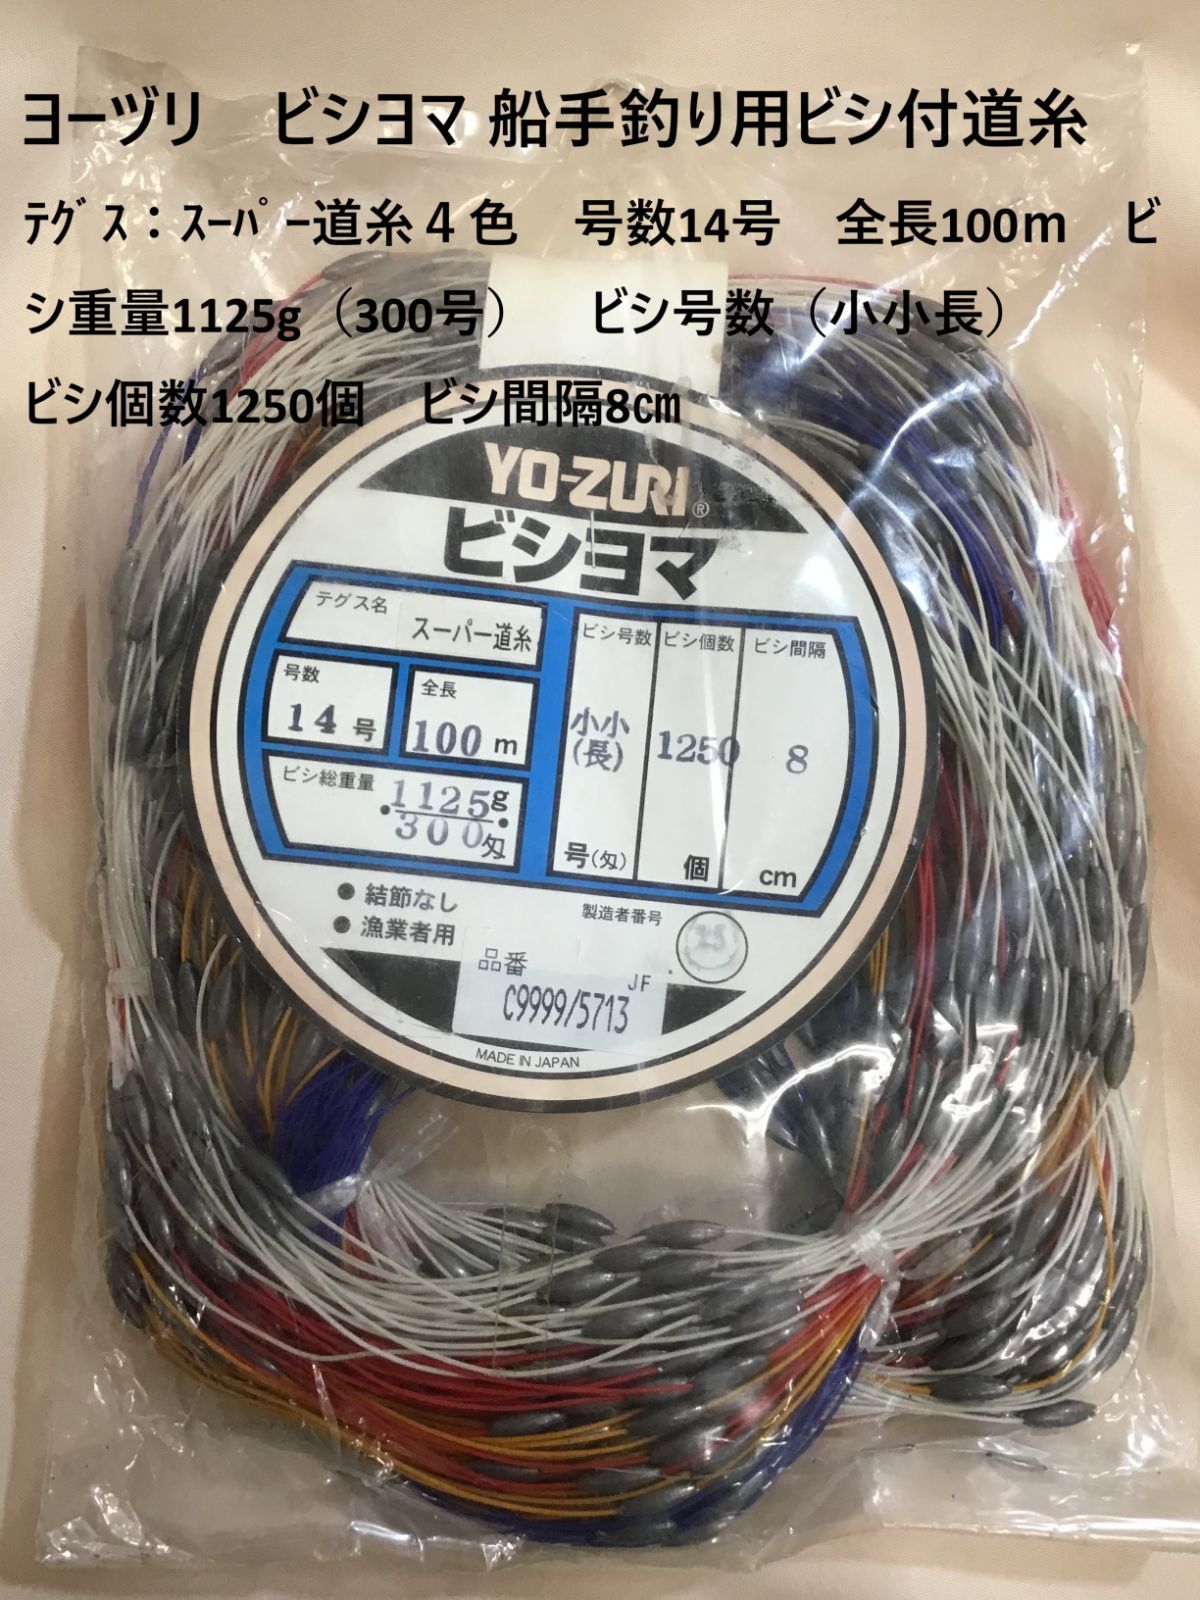 ヨーヅリ　ビシヨマ 船手釣り用ビシ付道糸
ﾃｸﾞｽ：ｽｰﾊﾟｰ道糸４色　号数14号　全長100ｍ　ビ
シ重量1125g（300号）　ビシ号数（小小長）
ビシ個数1250個　ビシ間隔8㎝
YO-ZURI®
ビシヨマ
テグス名
スーパー道糸
号数
14 号
全長
100 m
ビシ総重量
1125g
300匁
ビシ号数
小小
(長)
号(匁)
ビシ個数
1250
個
ビシ間隔
8
cm
● 結節なし
● 漁業者用
製造者番号
品番
JF
C9999/5713
MADE IN JAPAN